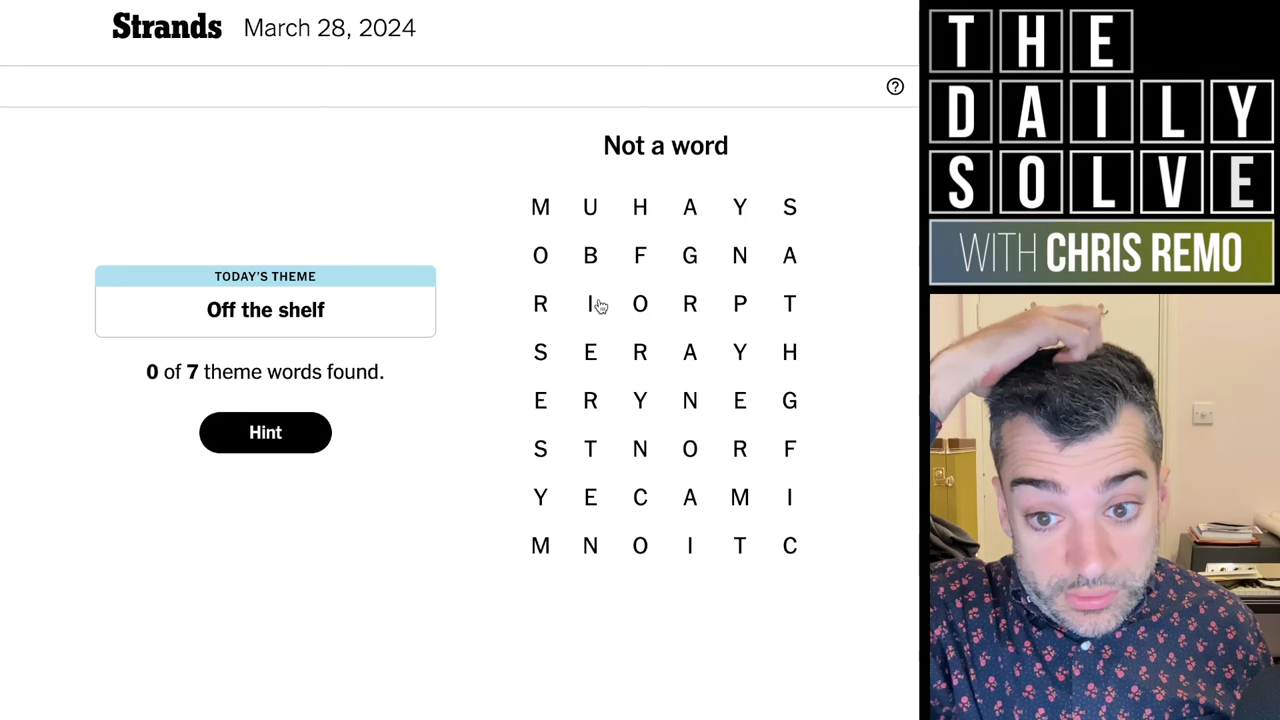 Strands March 28, 2024
?
Not a word
TODAY'S THEME
Off the shelf
0 of 7 theme words found.
Hint
M U H A Y S
O B F G N A
R I O R P T
S E R A Y H
E R Y N E G
S T N O R F
Y E C A M I
M N O I T C
THE
DAILY
SOLVE
WITH CHRIS REMO